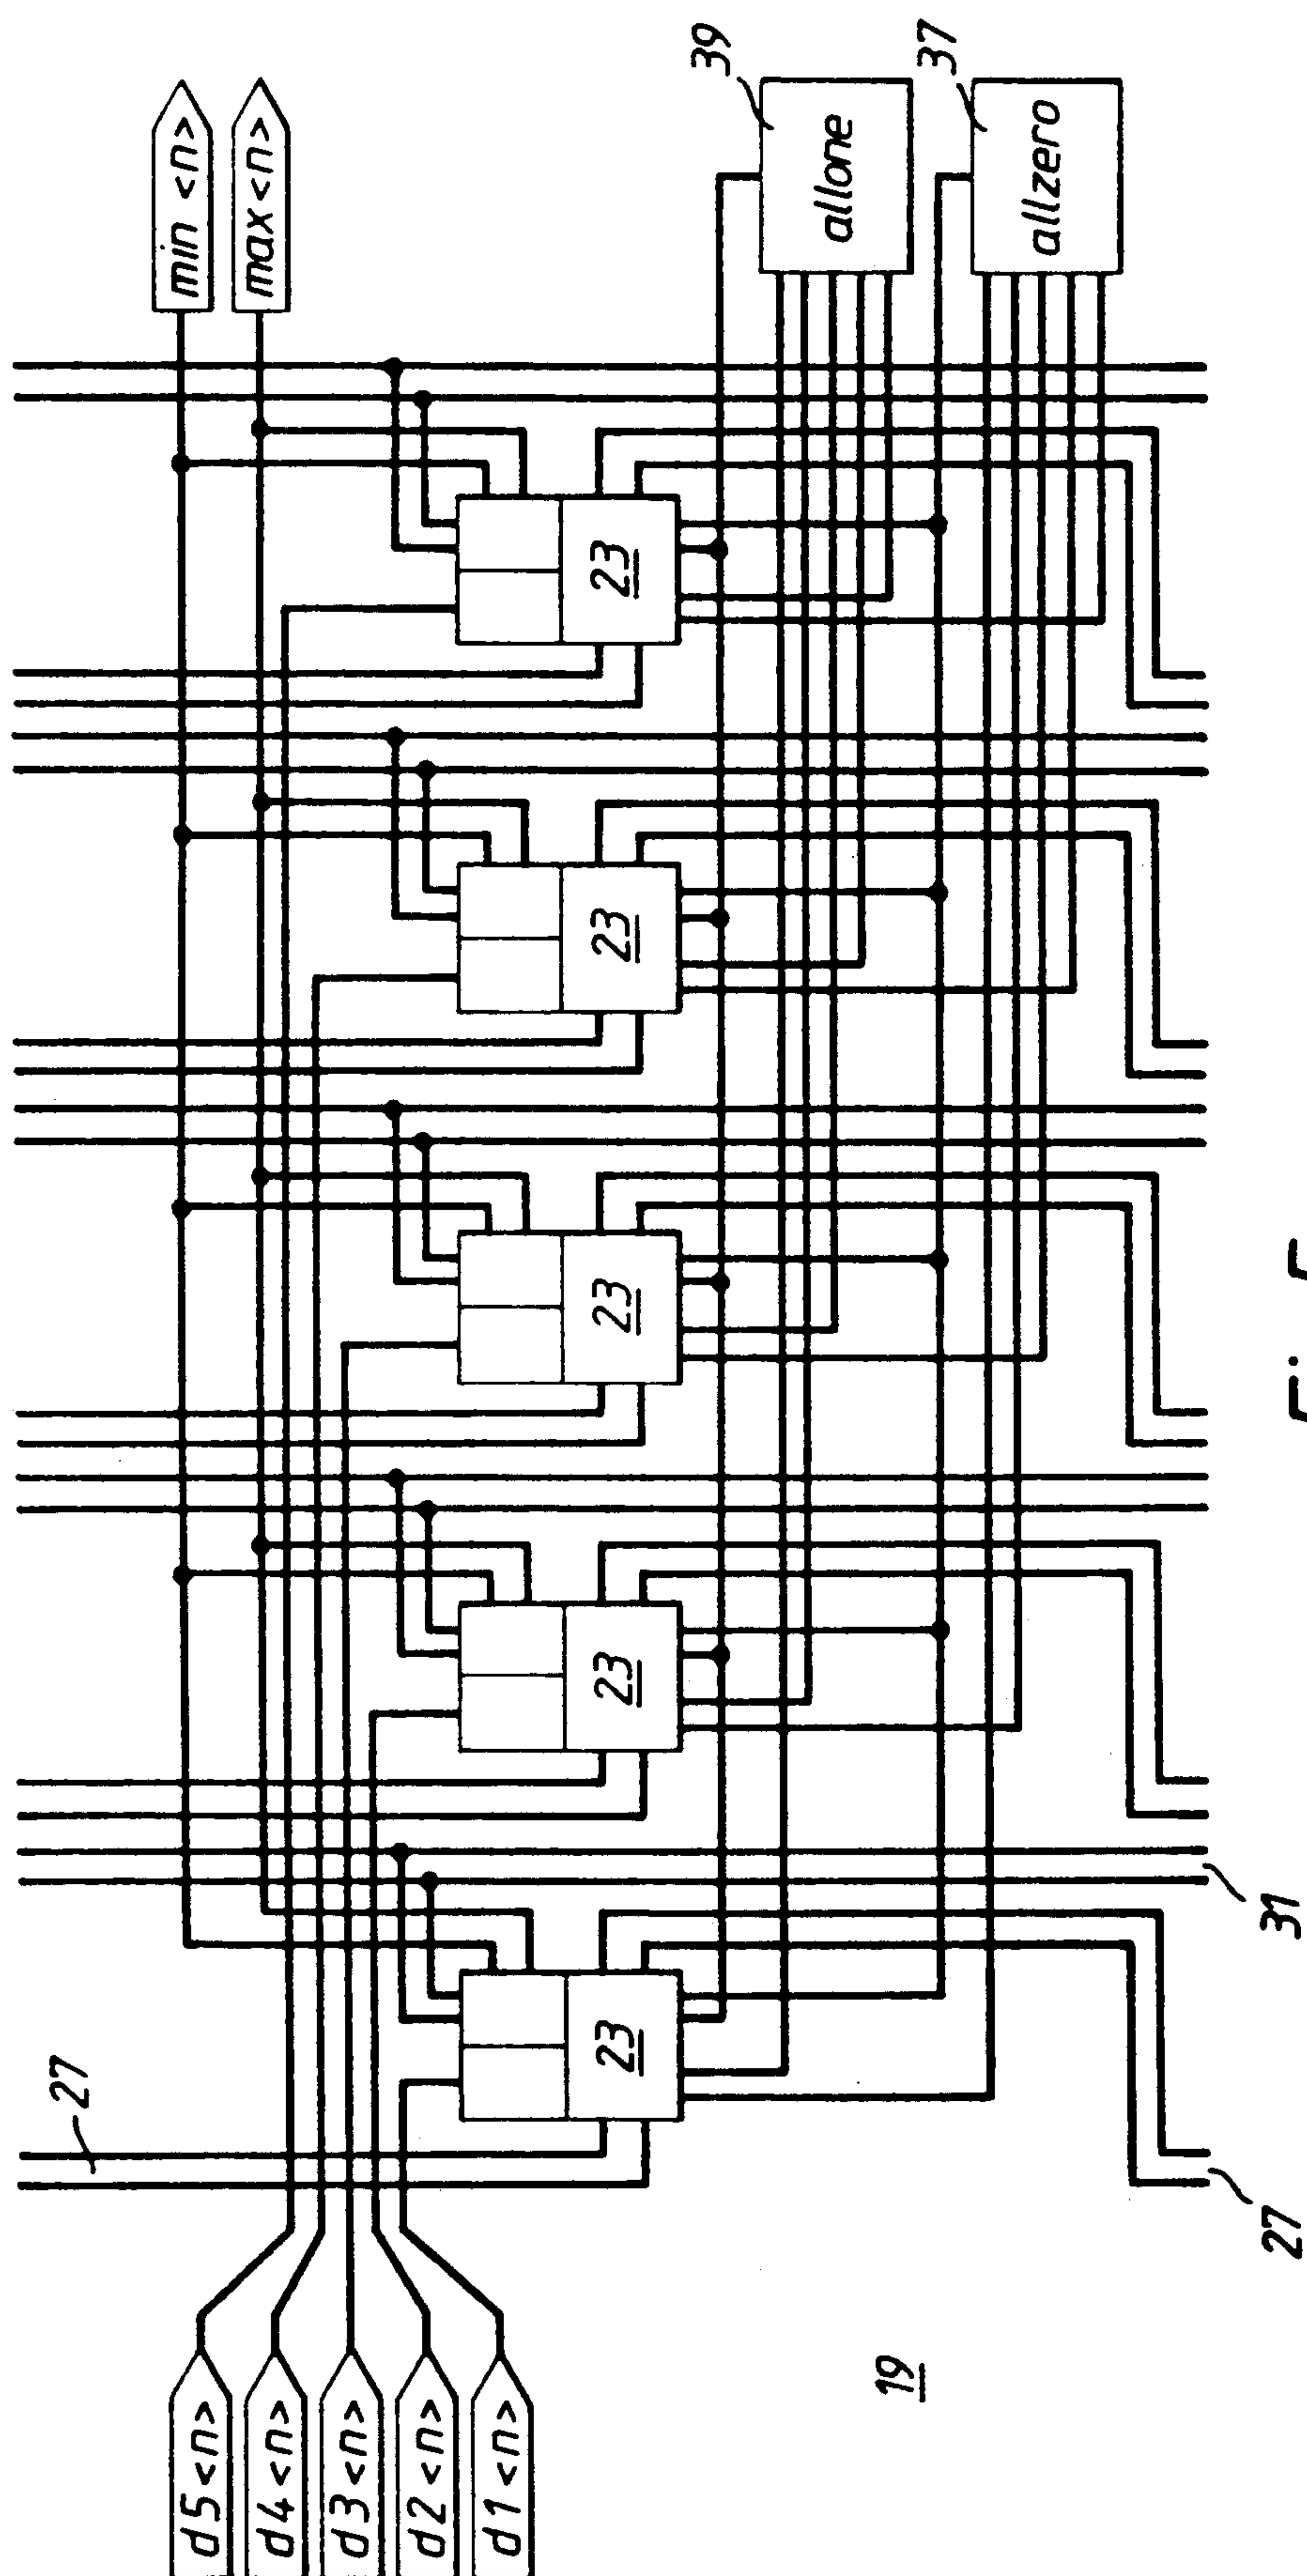 min <n>
max <n>
39
allone
37
allzero
23
23
23
23
23
27
31
27
d5 <n>
d4 <n>
d3 <n>
d2 <n>
d1 <n>
19